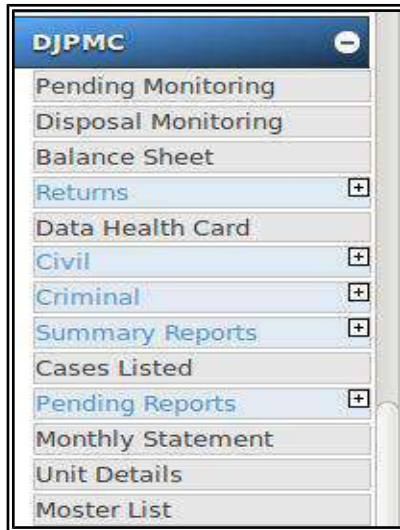 DJPMC
Pending Monitoring
Disposal Monitoring
Balance Sheet
Returns
Data Health Card
Civil
Criminal
Summary Reports
Cases Listed
Pending Reports
Monthly Statement
Unit Details
Moster List